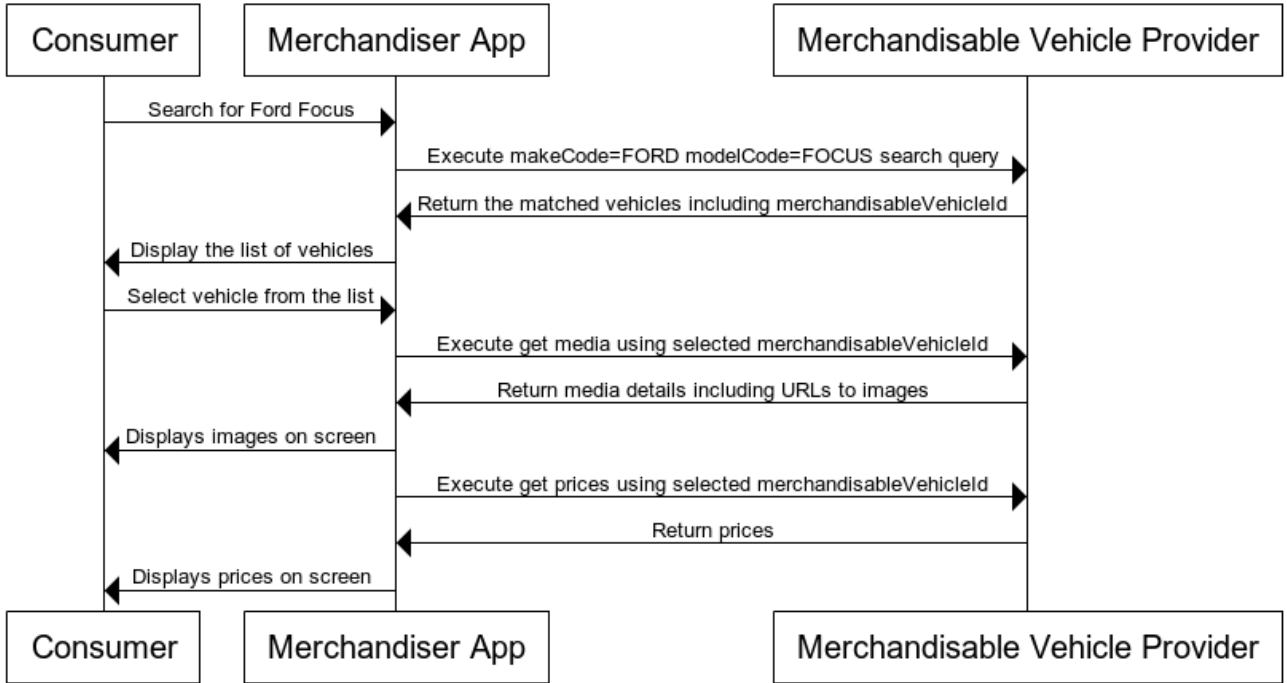 Consumer
Merchandiser App
Merchandisable Vehicle Provider
Search for Ford Focus
Execute makeCode=FORD modelCode=FOCUS search query
Return the matched vehicles including merchandisableVehicleId
Display the list of vehicles
Select vehicle from the list
Execute get media using selected merchandisableVehicleId
Return media details including URLs to images
Displays images on screen
Execute get prices using selected merchandisableVehicleId
Return prices
Displays prices on screen
Consumer
Merchandiser App
Merchandisable Vehicle Provider